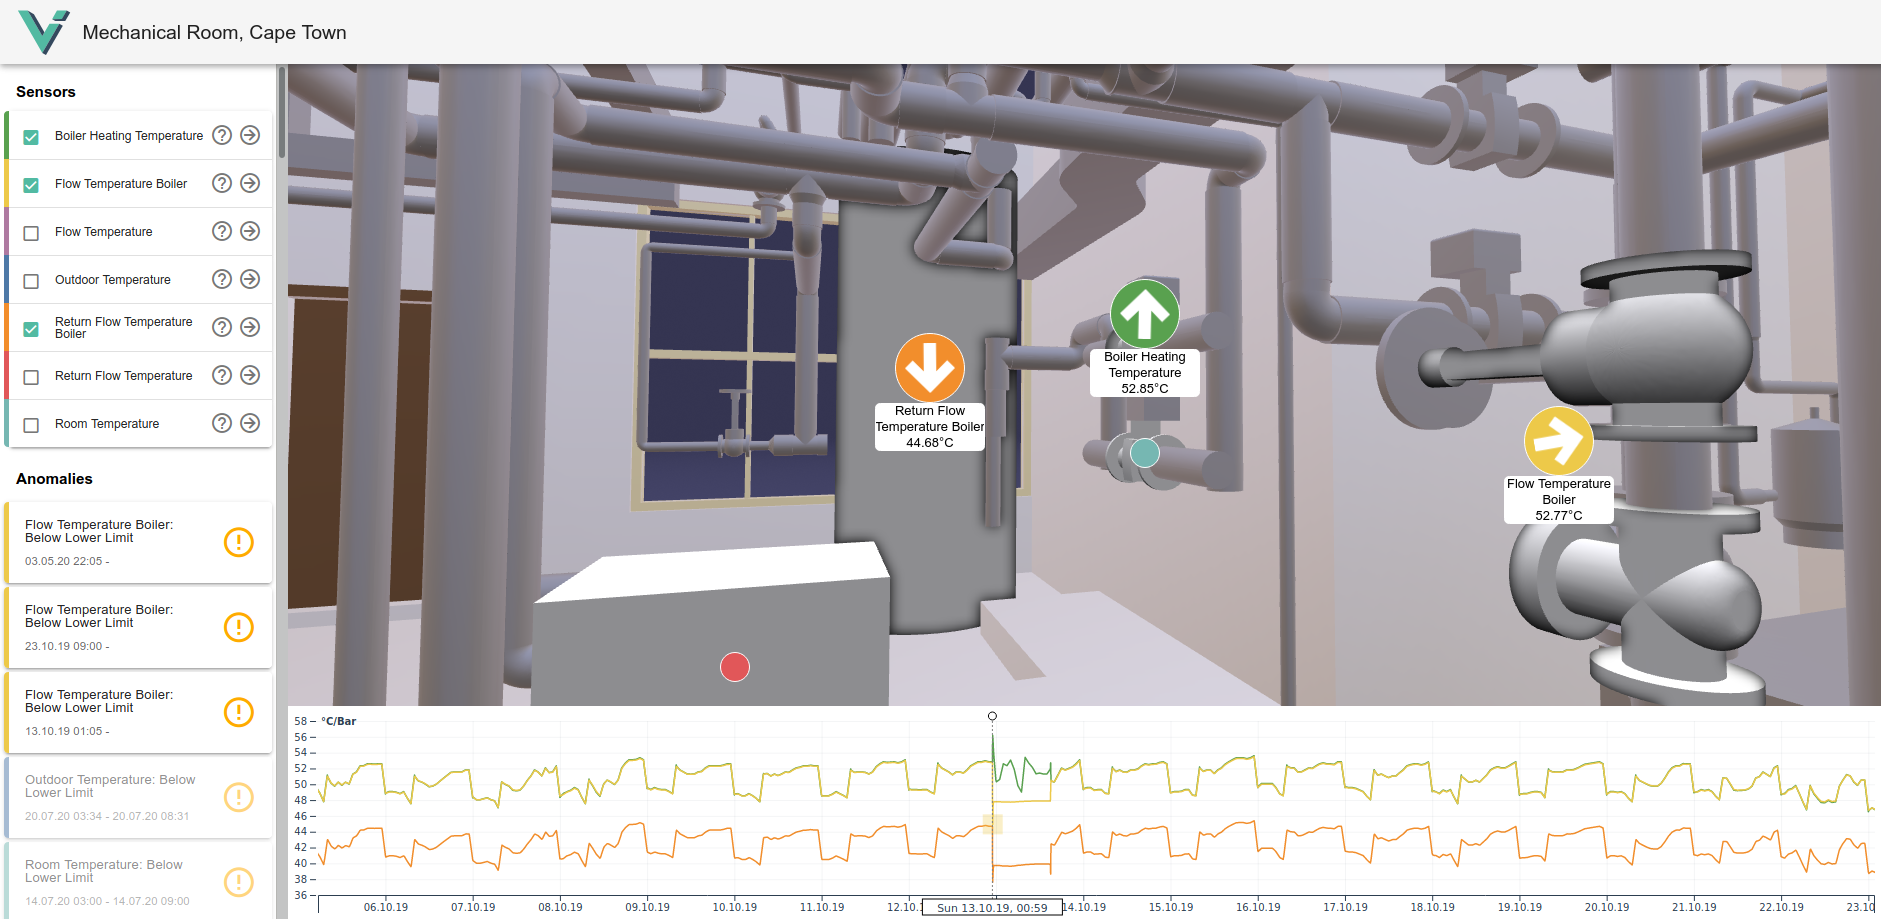 Mechanical Room, Cape Town
Sensors
Boiler Heating Temperature
Flow Temperature Boiler
Flow Temperature
Outdoor Temperature
Return Flow Temperature
Boiler
Return Flow Temperature
Room Temperature
Anomalies
Flow Temperature Boiler:
Below Lower Limit
03.05.20 22:05 -
Flow Temperature Boiler:
Below Lower Limit
23.10.19 09:00 -
Flow Temperature Boiler:
Below Lower Limit
13.10.19 01:05 -
Outdoor Temperature: Below
Lower Limit
20.07.20 03:34 - 20.07.20 08:31
Room Temperature: Below
Lower Limit
14.07.20 03:00 - 14.07.20 09:00
Return Flow
Temperature Boiler
44.68°C
Boiler Heating
Temperature
52.85°C
Flow Temperature
Boiler
52.77°C
°C/Bar
58
56
54
52
50
48
46
44
42
40
38
36
06.10.19 07.10.19 08.10.19 09.10.19 10.10.19 11.10.19 12.10. Sun 13.10.19, 00:59 14.10.19 15.10.19 16.10.19 17.10.19 18.10.19 19.10.19 20.10.19 21.10.19 22.10.19 23.10